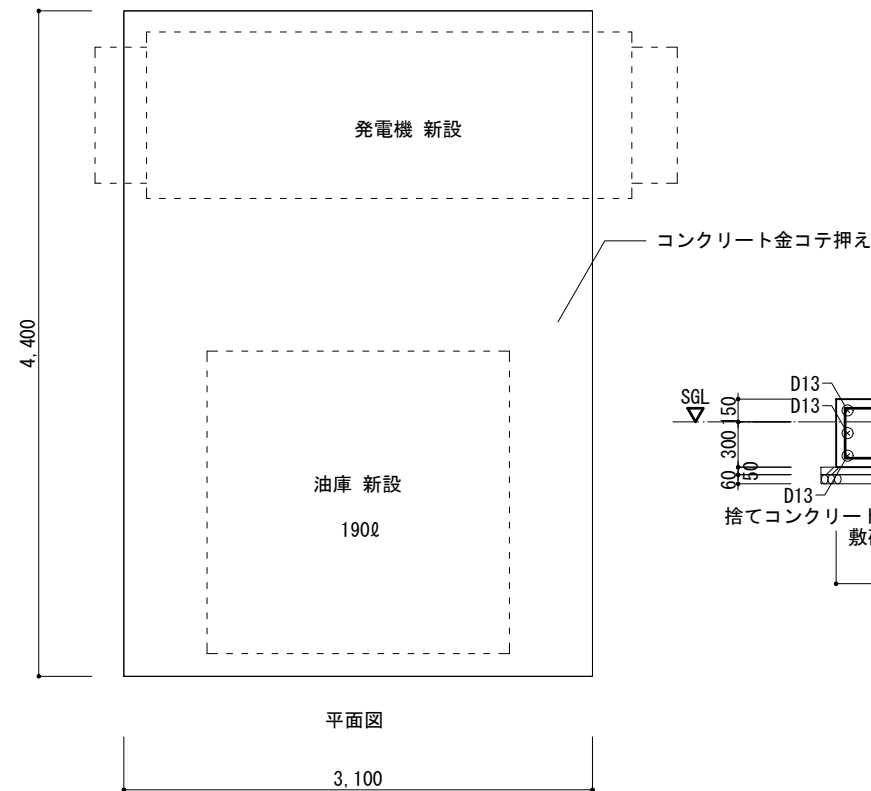 発電機 新設
コンクリート金コテ押え
4,400
SGL
150
300
50
60
D13
D13
D13
捨てコンクリート
油庫 新設
190ℓ
平面図
3,100